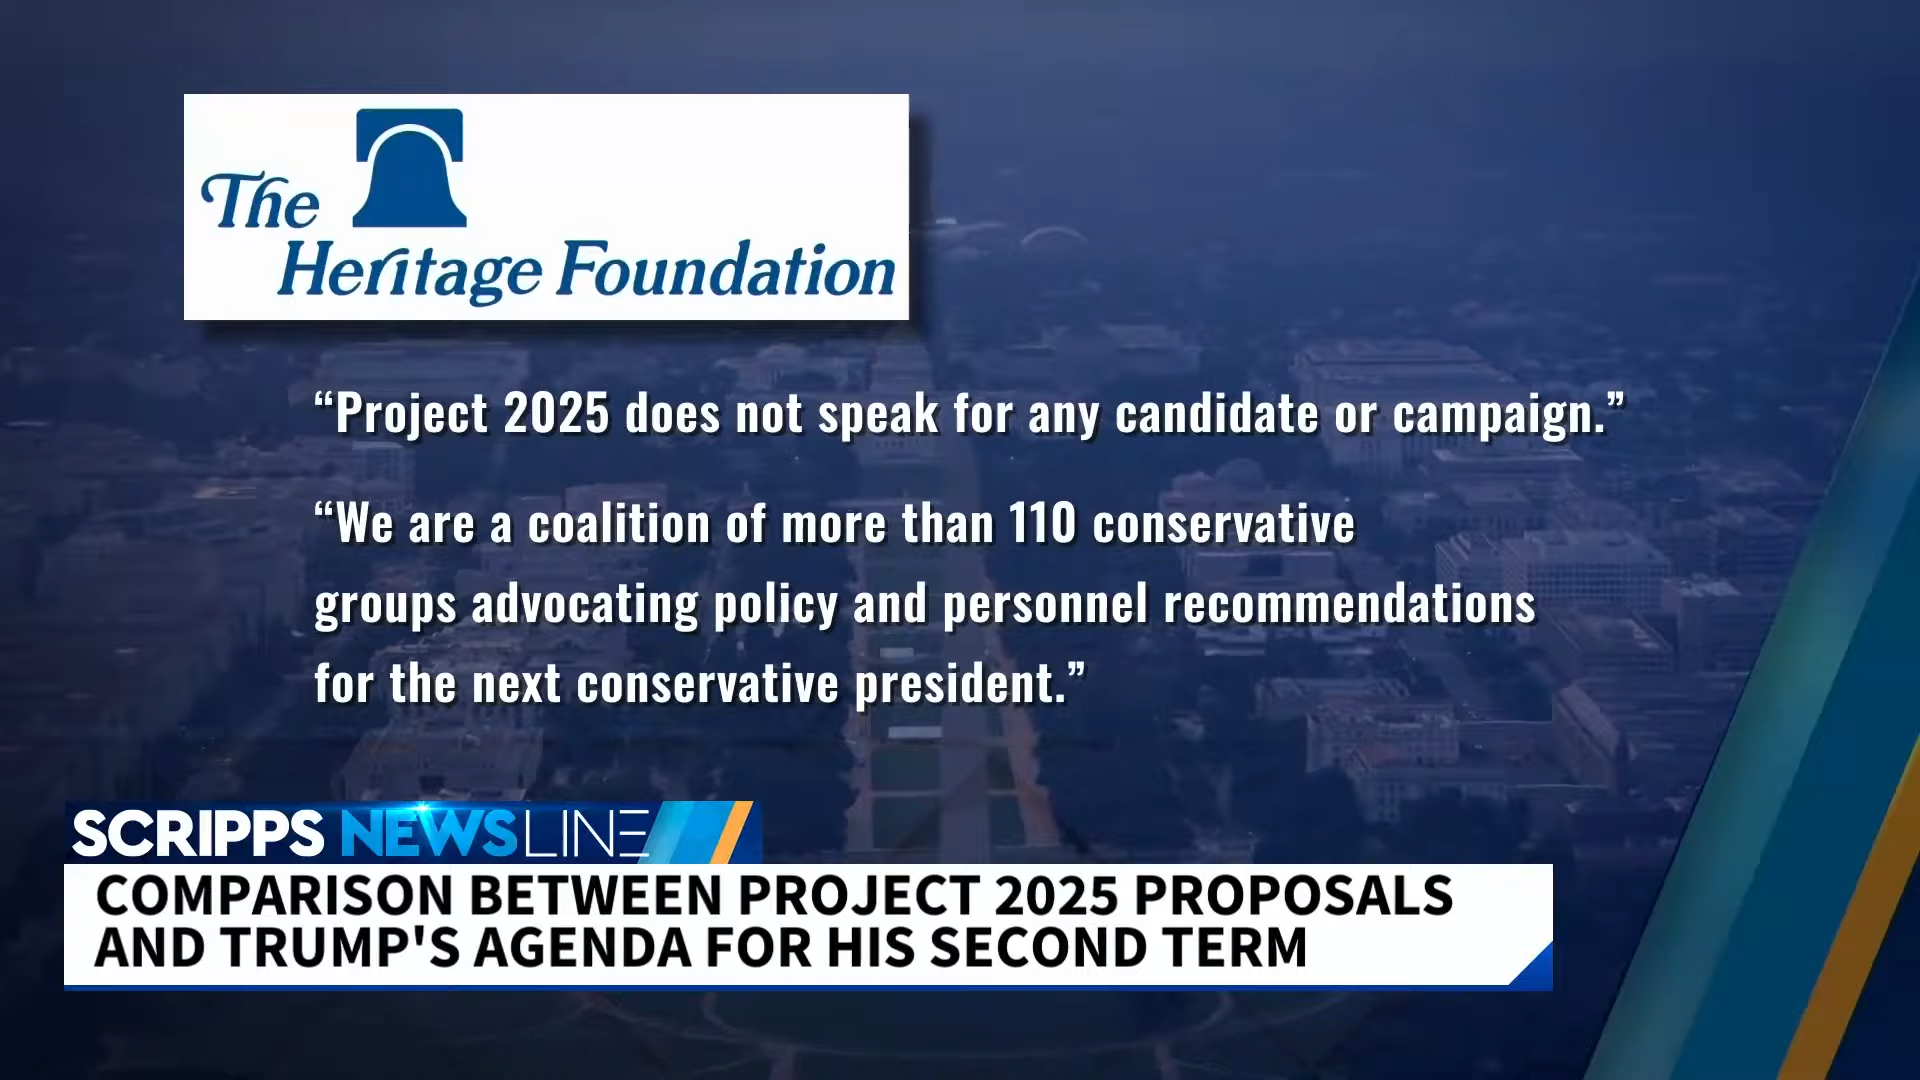 The
Heritage Foundation
“Project 2025 does not speak for any candidate or campaign.”
“We are a coalition of more than 110 conservative
groups advocating policy and personnel recommendations
for the next conservative president.”
SCRIPPS NEWSLINE
COMPARISON BETWEEN PROJECT 2025 PROPOSALS
AND TRUMP'S AGENDA FOR HIS SECOND TERM